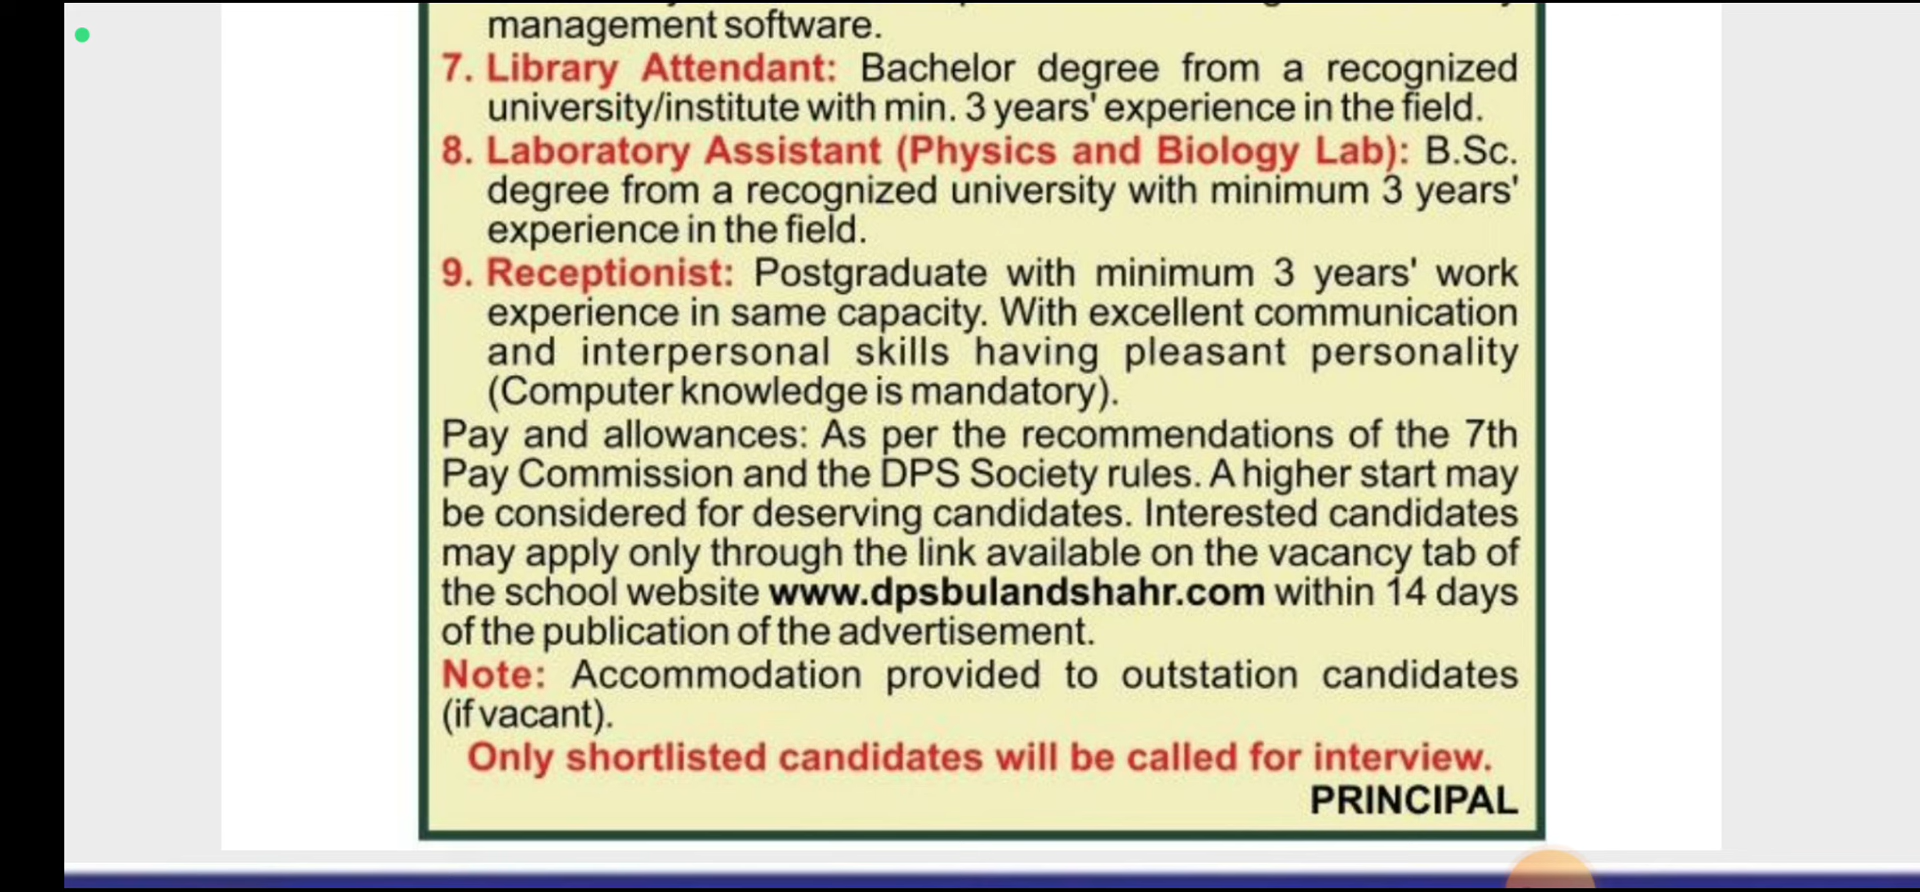 management software.
7. Library Attendant: Bachelor degree from a recognized
university/institute with min. 3 years' experience in the field.
8. Laboratory Assistant (Physics and Biology Lab): B.Sc.
degree from a recognized university with minimum 3 years'
experience in the field.
9. Receptionist: Postgraduate with minimum 3 years' work
experience in same capacity. With excellent communication
and interpersonal skills having pleasant personality
(Computer knowledge is mandatory).
Pay and allowances: As per the recommendations of the 7th
Pay Commission and the DPS Society rules. A higher start may
be considered for deserving candidates. Interested candidates
may apply only through the link available on the vacancy tab of
the school website www.dpsbulandshahr.com within 14 days
of the publication of the advertisement.
Note: Accommodation provided to outstation candidates
(if vacant).
Only shortlisted candidates will be called for interview.
PRINCIPAL